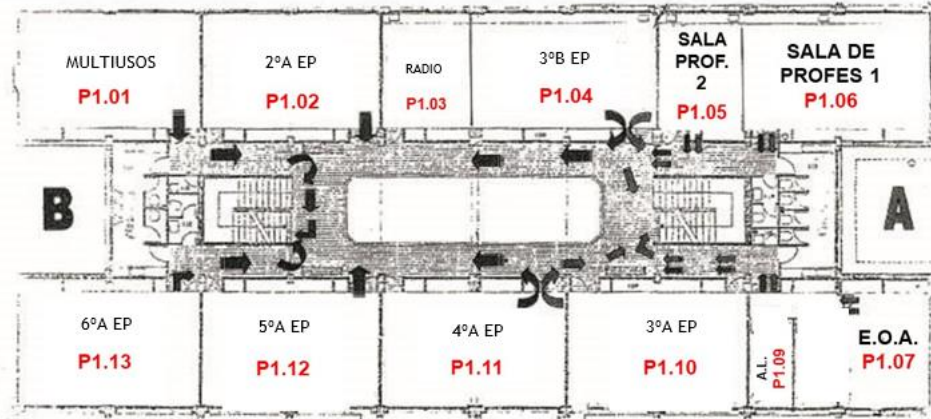 MULTIUSOS
P1.01
2ºA EP
P1.02
RADIO
P1.03
3ºB EP
P1.04
SALA
PROF.
2
P1.05
SALA DE
PROFES 1
P1.06
B
A
6ºA EP
P1.13
5ºA EP
P1.12
4ºA EP
P1.11
3ºA EP
P1.10
A.L.
P1.09
E.O.A.
P1.07